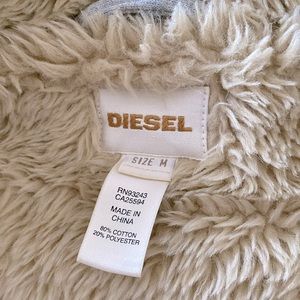 DIESEL
SIZE M
RN93243
CA25594
MADE IN
CHINA
80% COTTON
20% POLYESTER